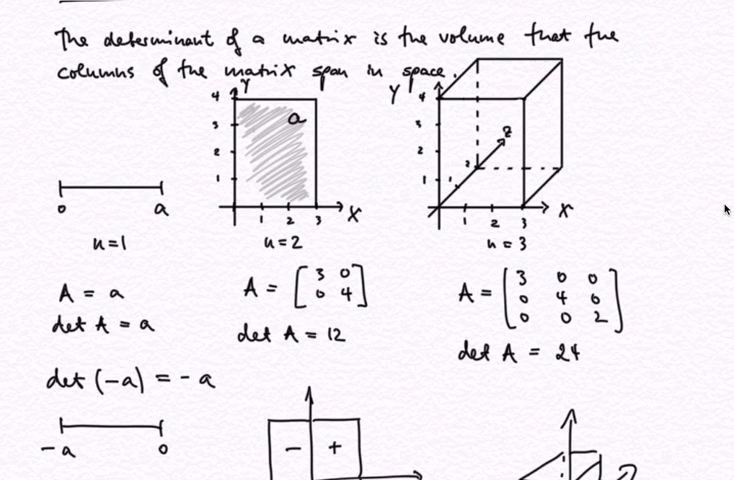 The determinant of a matrix is the volume that the
columns of the matrix span in space.
Y
4
3
2
1
a
1 2 3 X
n=2
0 a
n=1
Y
4
3
2
1
z
2
1
1 2 3 X
n = 3
A = a
det A = a
A = [ 3 0
0 4 ]
det A = 12
A = [ 3 0 0
0 4 0
0 0 2 ]
det A = 24
det (-a) = - a
-a 0
- +